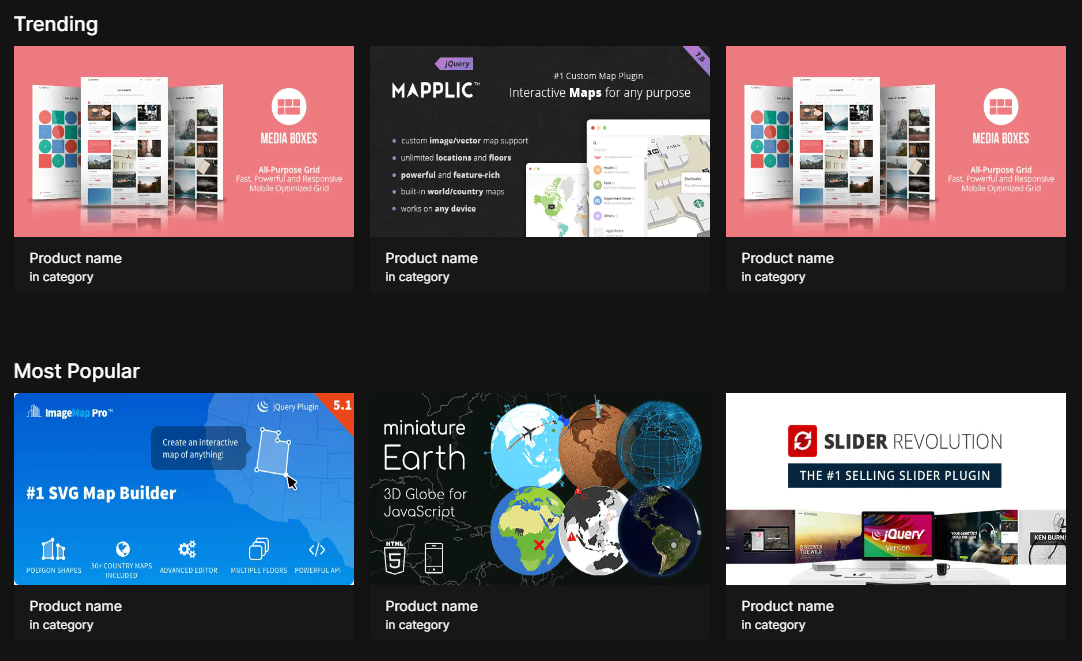 Trending
MEDIA BOXES
All-Purpose Grid
Fast, Powerful and Responsive
Mobile Optimized Grid
Product name
in category
jQuery
7.0
MAPPLIC™
#1 Custom Map Plugin
Interactive Maps for any purpose
custom image/vector map support
unlimited locations and floors
powerful and feature-rich
built-in world/country maps
works on any device
Product name
in category
MEDIA BOXES
All-Purpose Grid
Fast, Powerful and Responsive
Mobile Optimized Grid
Product name
in category
Most Popular
ImageMap Pro™
jQuery Plugin
5.1
Create an interactive
map of anything!
#1 SVG Map Builder
POLYGON SHAPES
30+ COUNTRY MAPS
INCLUDED
ADVANCED EDITOR
MULTIPLE FLOORS
POWERFUL API
Product name
in category
miniature
Earth
3D Globe for
JavaScript
HTML
5
Product name
in category
SLIDER REVOLUTION
THE #1 SELLING SLIDER PLUGIN
DISCOVER
THE WILD
jQuery
Version
KEN BURNS
Product name
in category